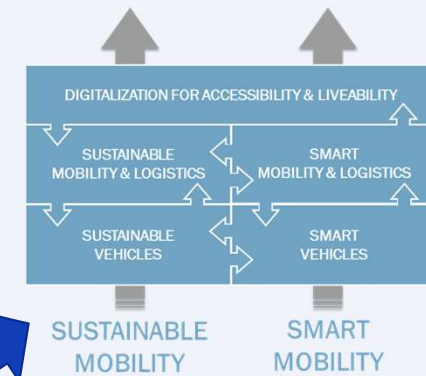 DIGITALIZATION FOR ACCESSIBILITY & LIVEABILITY
SUSTAINABLE
MOBILITY & LOGISTICS
SMART
MOBILITY & LOGISTICS
SUSTAINABLE
VEHICLES
SMART
VEHICLES
SUSTAINABLE
MOBILITY
SMART
MOBILITY